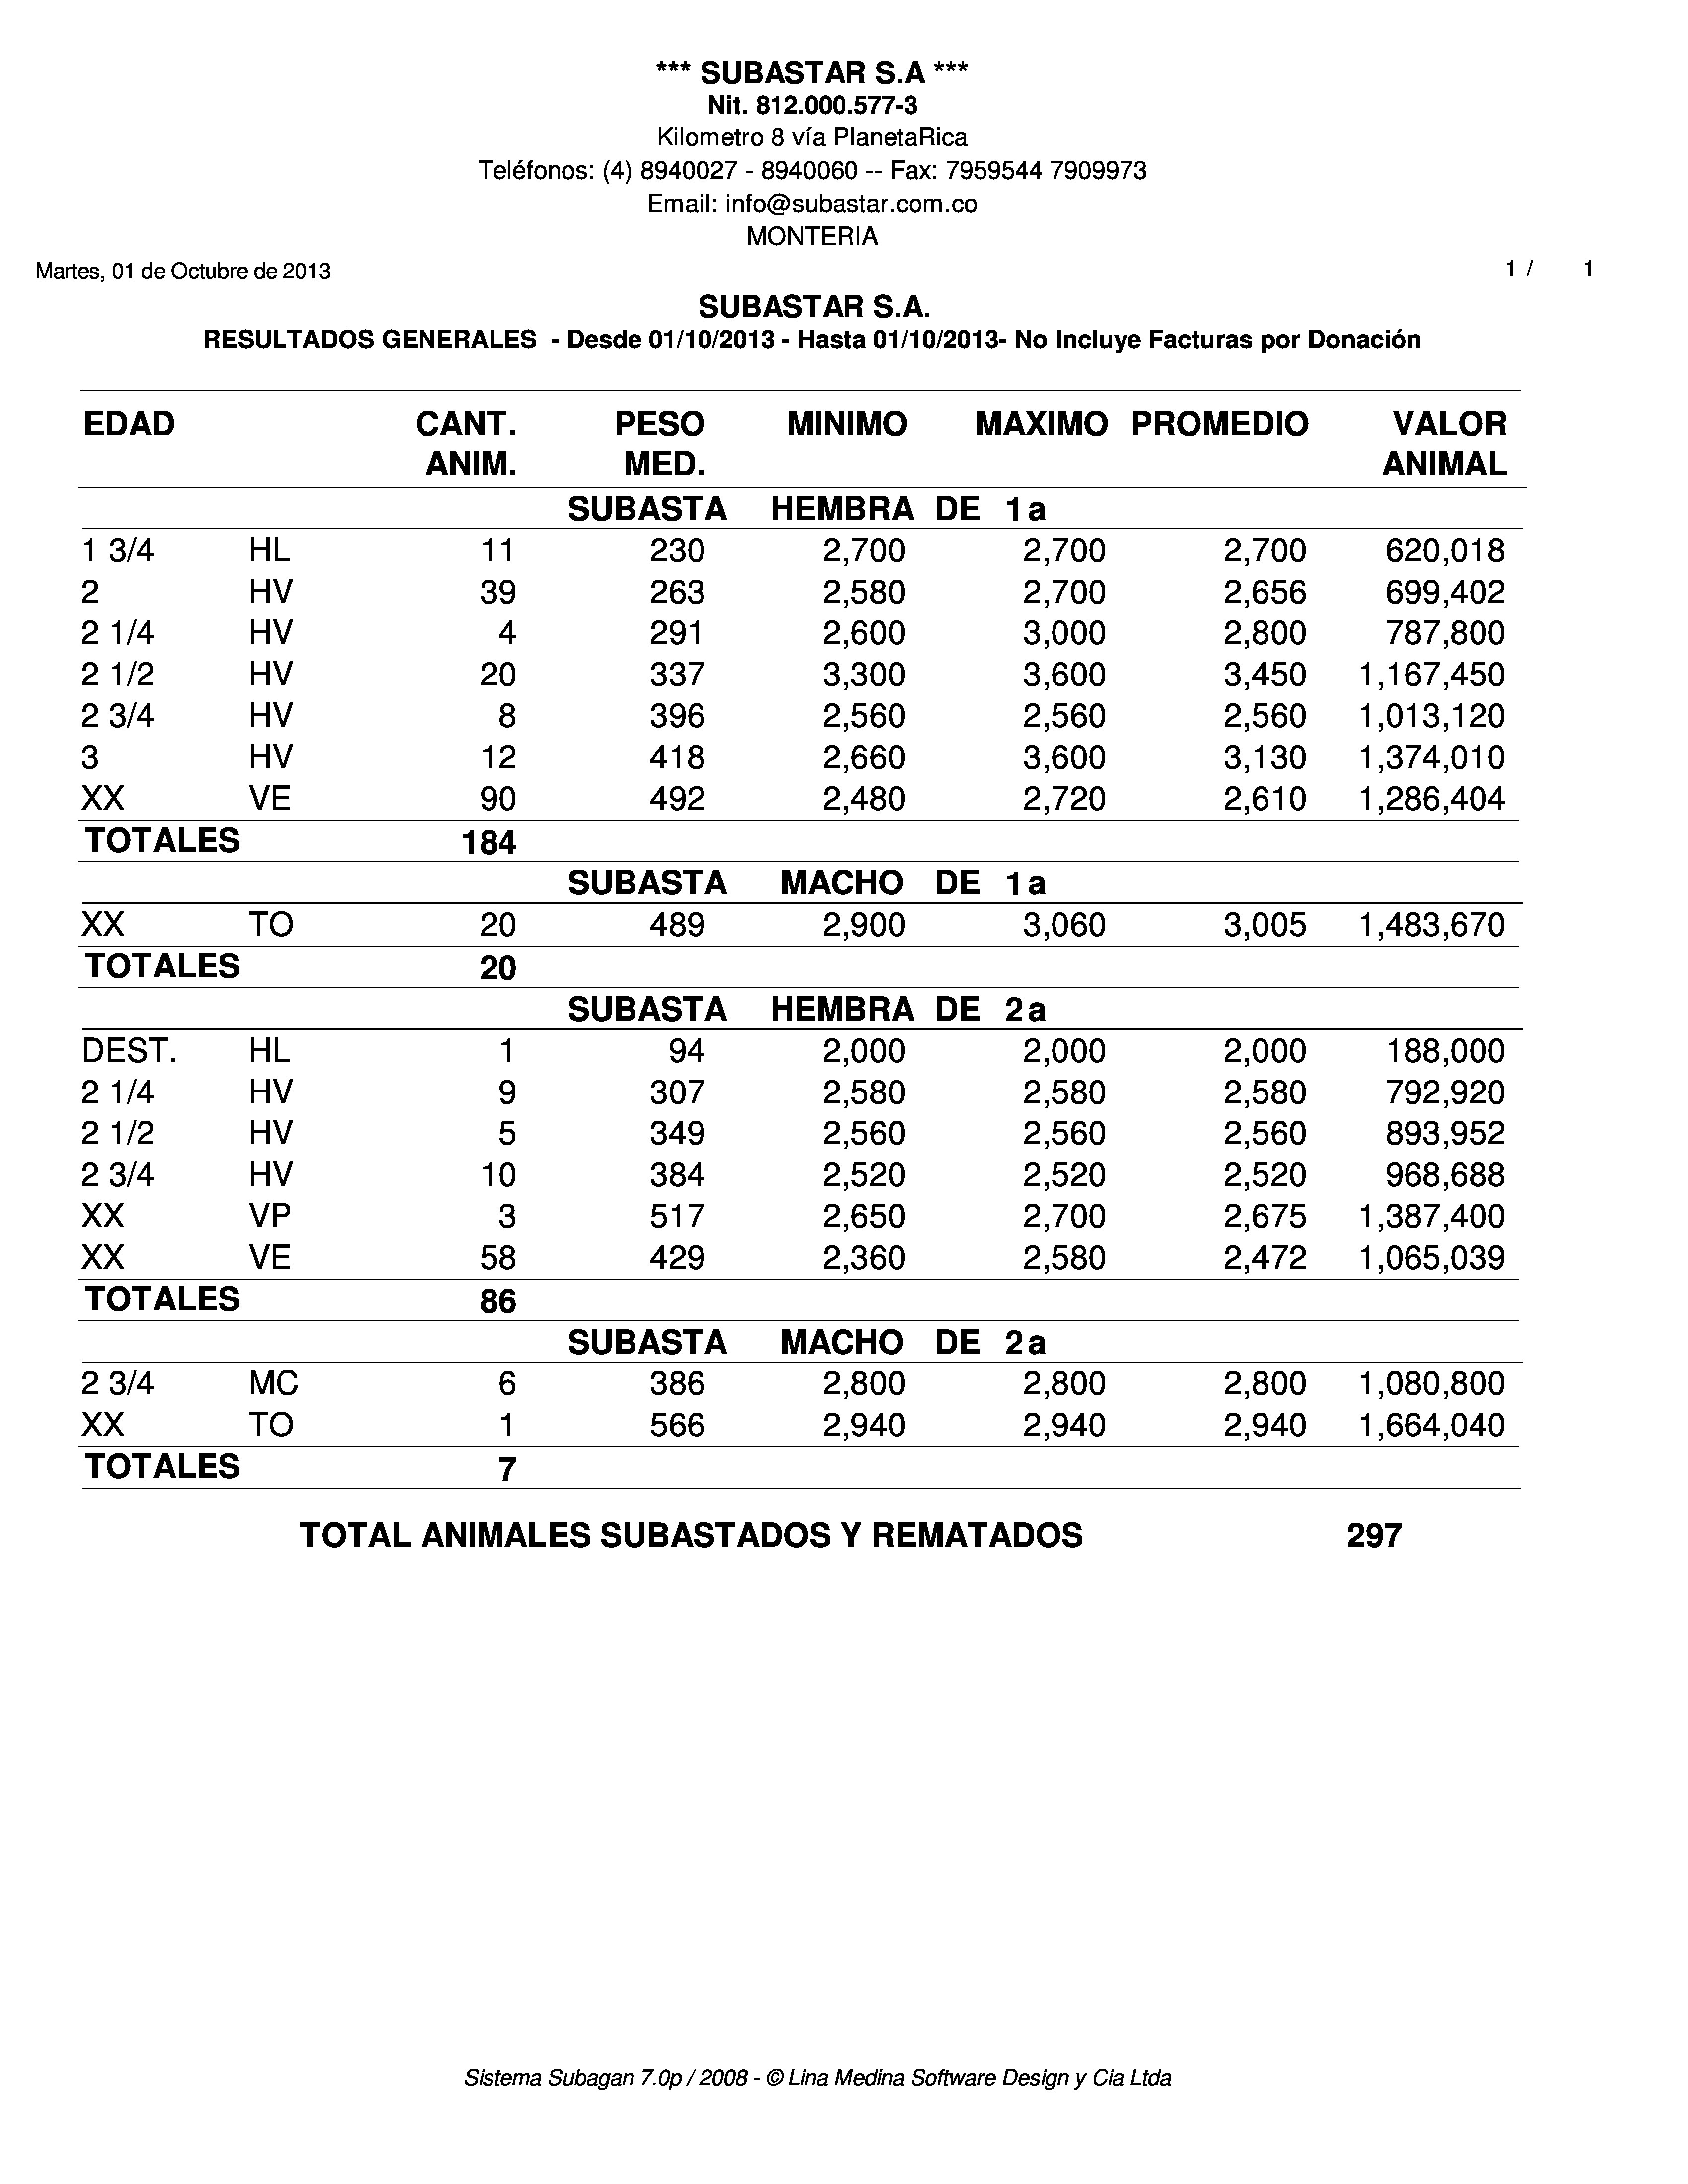 *** SUBASTAR S.A ***
Nit. 812.000.577-3
Kilometro 8 vía PlanetaRica
Teléfonos: (4) 8940027 - 8940060 -- Fax: 7959544 7909973
Email: info@subastar.com.co
MONTERIA
Martes, 01 de Octubre de 2013 1 / 1
SUBASTAR S.A.
RESULTADOS GENERALES - Desde 01/10/2013 - Hasta 01/10/2013- No Incluye Facturas por Donación
EDAD CANT. PESO MINIMO MAXIMO PROMEDIO VALOR
ANIM. MED. ANIMAL
SUBASTA HEMBRA DE 1a
1 3/4 HL 11 230 2,700 2,700 2,700 620,018
2 HV 39 263 2,580 2,700 2,656 699,402
2 1/4 HV 4 291 2,600 3,000 2,800 787,800
2 1/2 HV 20 337 3,300 3,600 3,450 1,167,450
2 3/4 HV 8 396 2,560 2,560 2,560 1,013,120
3 HV 12 418 2,660 3,600 3,130 1,374,010
XX VE 90 492 2,480 2,720 2,610 1,286,404
TOTALES 184
SUBASTA MACHO DE 1a
XX TO 20 489 2,900 3,060 3,005 1,483,670
TOTALES 20
SUBASTA HEMBRA DE 2a
DEST. HL 1 94 2,000 2,000 2,000 188,000
2 1/4 HV 9 307 2,580 2,580 2,580 792,920
2 1/2 HV 5 349 2,560 2,560 2,560 893,952
2 3/4 HV 10 384 2,520 2,520 2,520 968,688
XX VP 3 517 2,650 2,700 2,675 1,387,400
XX VE 58 429 2,360 2,580 2,472 1,065,039
TOTALES 86
SUBASTA MACHO DE 2a
2 3/4 MC 6 386 2,800 2,800 2,800 1,080,800
XX TO 1 566 2,940 2,940 2,940 1,664,040
TOTALES 7
TOTAL ANIMALES SUBASTADOS Y REMATADOS 297
Sistema Subagan 7.0p / 2008 - © Lina Medina Software Design y Cia Ltda